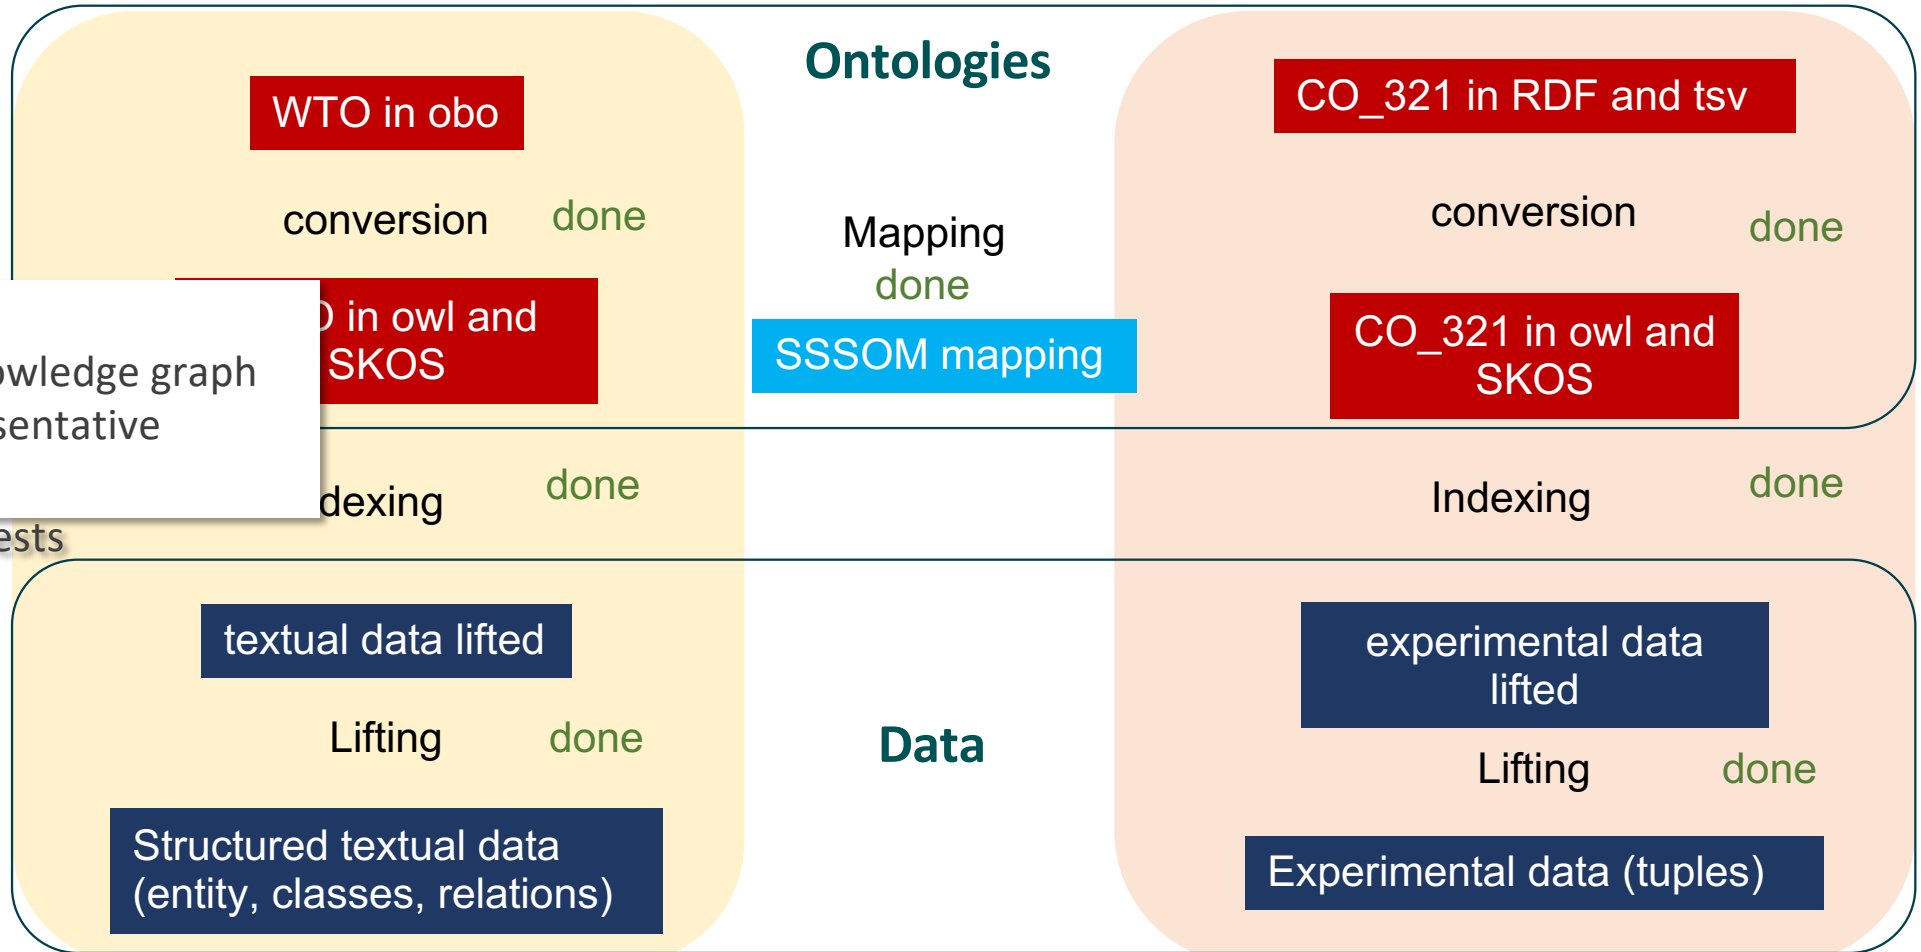 Ontologies
WTO in obo
CO_321 in RDF and tsv
conversion done
Mapping
done
conversion done
in owl and
SKOS
SSSOM mapping
CO_321 in owl and
SKOS
owledge graph
sentative
dexing done
Indexing done
ests
textual data lifted
experimental data
lifted
Lifting done
Data
Lifting done
Structured textual data
(entity, classes, relations)
Experimental data (tuples)